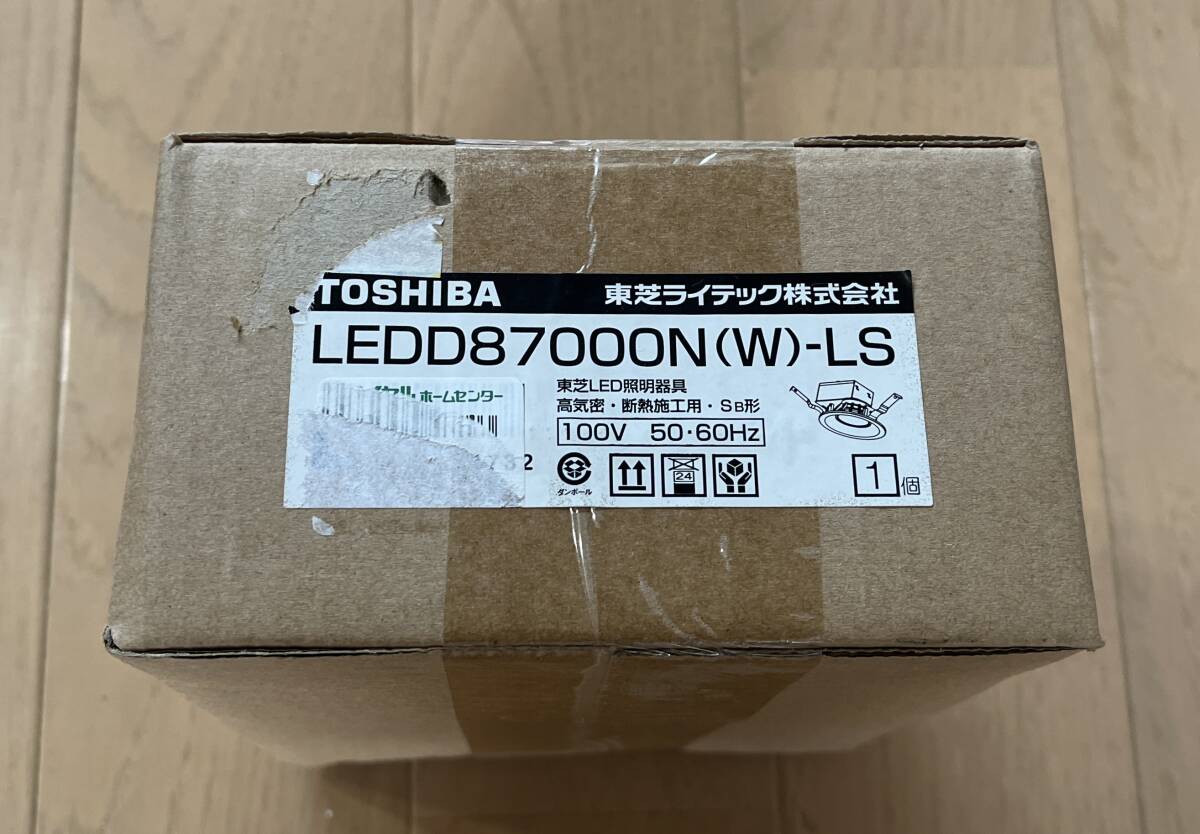 TOSHIBA 東芝ライテック株式会社
LEDD87000N(W)-LS
ホームセンター
東芝LED照明器具
高気密・断熱施工用・SB形
100V 50・60Hz
732
ダンボール
24
1個